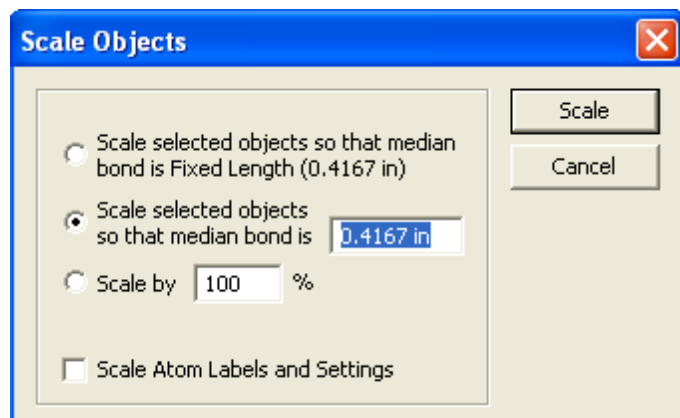 Scale Objects
Scale selected objects so that median
bond is Fixed Length (0.4167 in)
Scale selected objects
so that median bond is 0.4167 in
Scale by 100 %
Scale Atom Labels and Settings
Scale
Cancel